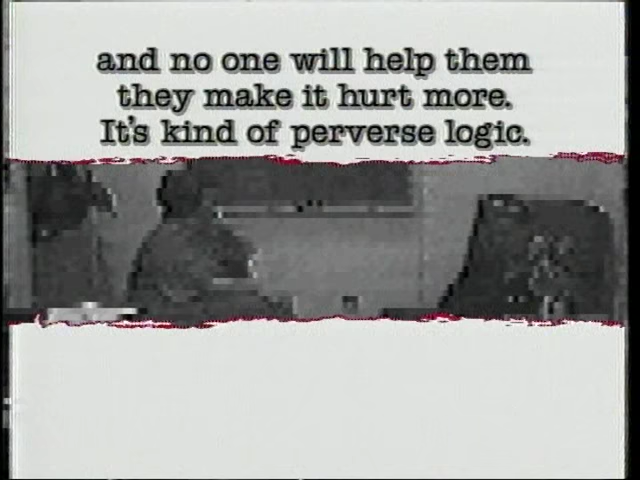 and no one will help them
they make it hurt more.
It's kind of perverse logic.